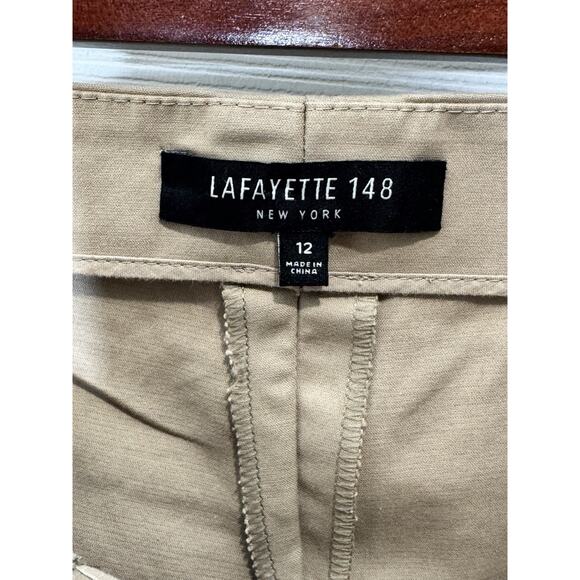 LAFAYETTE 148
NEW YORK
12
MADE IN
CHINA